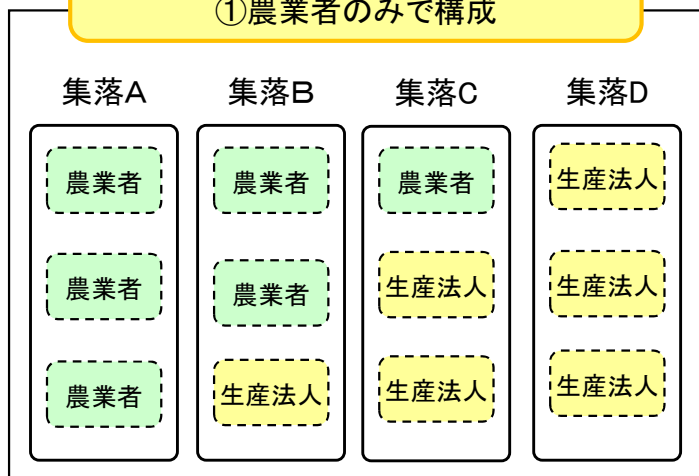 ①農業者のみで構成
集落A 集落B 集落C 集落D
農業者 農業者 農業者 生産法人
農業者 農業者 生産法人 生産法人
農業者 生産法人 生産法人 生産法人